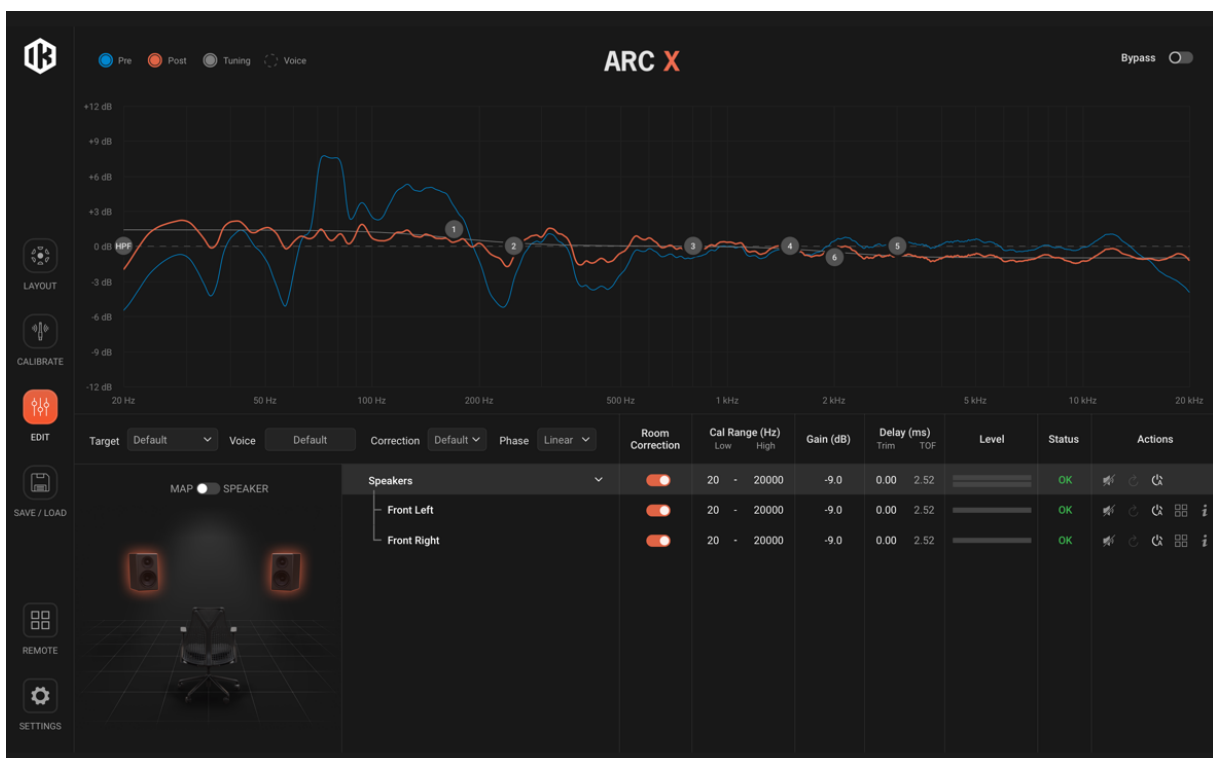 Pre Post Tuning Voice
ARC X
Bypass
+12 dB
+9 dB
+6 dB
+3 dB
0 dB HPF
1
2
3
4
5
6
-3 dB
-6 dB
-9 dB
-12 dB
20 Hz 50 Hz 100 Hz 200 Hz 500 Hz 1 kHz 2 kHz 5 kHz 10 kHz 20 kHz
LAYOUT
CALIBRATE
EDIT
SAVE / LOAD
REMOTE
SETTINGS
Target Default Voice Default Correction Default Phase Linear
Room Correction
Cal Range (Hz)
Low High
Gain (dB)
Delay (ms)
Trim TOF
Level
Status
Actions
MAP SPEAKER
Speakers 20 - 20000 -9.0 0.00 2.52 OK
Front Left 20 - 20000 -9.0 0.00 2.52 OK i
Front Right 20 - 20000 -9.0 0.00 2.52 OK i